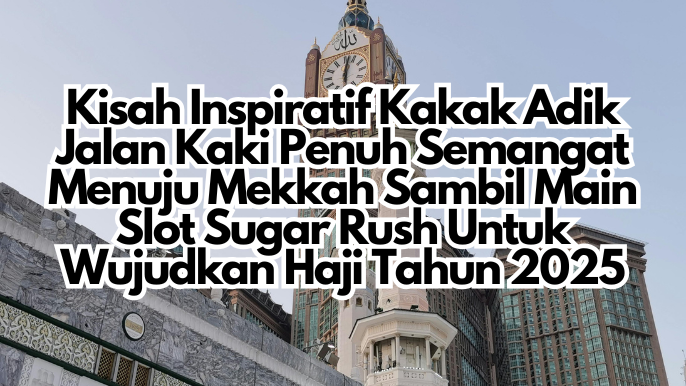 الله
Kisah Inspiratif Kakak Adik
Jalan Kaki Penuh Semangat
Menuju Mekkah Sambil Main
Slot Sugar Rush Untuk
Wujudkan Haji Tahun 2025